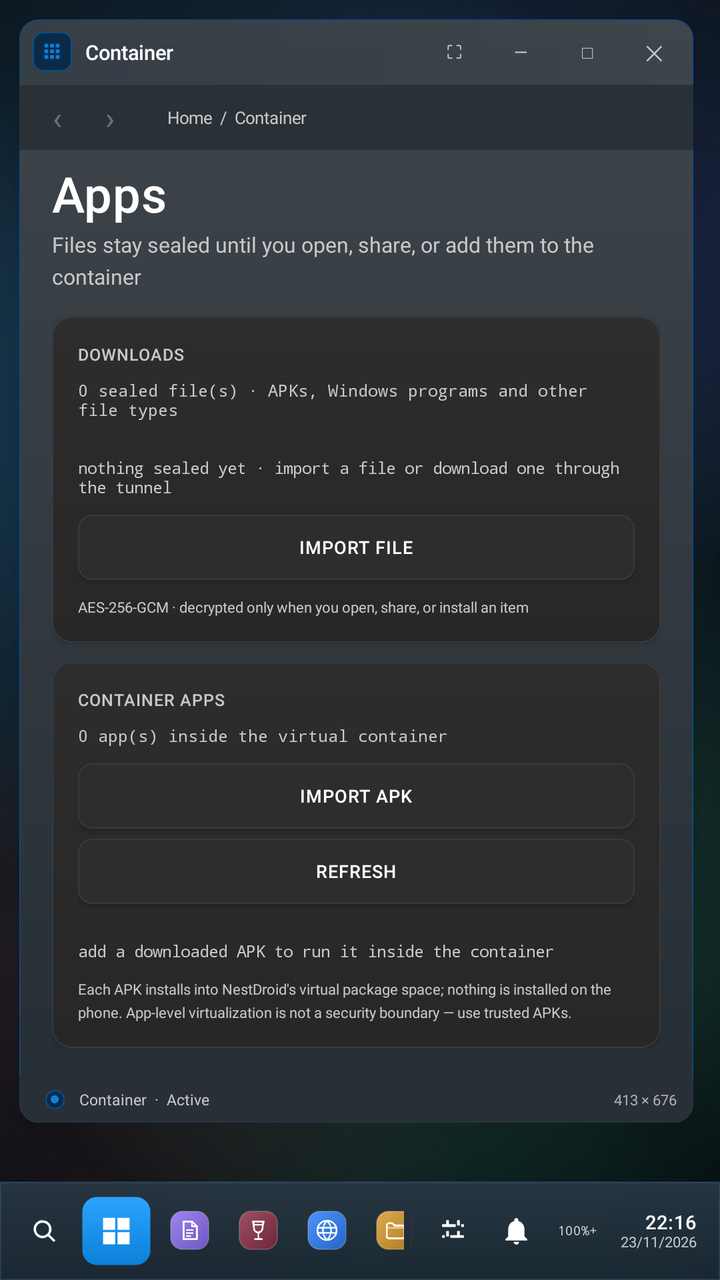 Container
Home / Container
Apps
Files stay sealed until you open, share, or add them to the
container
DOWNLOADS
0 sealed file(s) · APKs, Windows programs and other
file types
nothing sealed yet · import a file or download one through
the tunnel
IMPORT FILE
AES-256-GCM · decrypted only when you open, share, or install an item
CONTAINER APPS
0 app(s) inside the virtual container
IMPORT APK
REFRESH
add a downloaded APK to run it inside the container
Each APK installs into NestDroid's virtual package space; nothing is installed on the
phone. App-level virtualization is not a security boundary — use trusted APKs.
Container · Active
413 × 676
100%+
22:16
23/11/2026